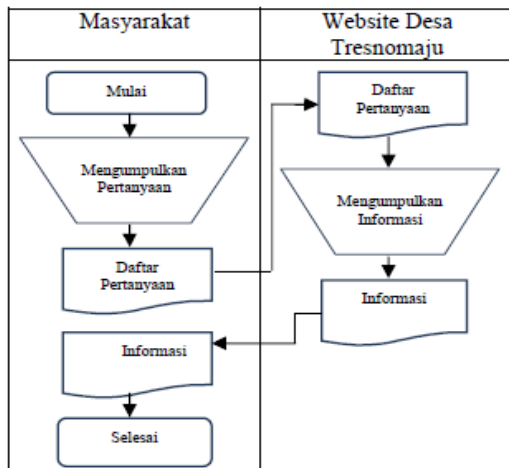 Masyarakat
Website Desa
Tresnomaju
Mulai
Mengumpulkan
Pertanyaan
Daftar
Pertanyaan
Daftar
Pertanyaan
Mengumpulkan
Informasi
Informasi
Informasi
Selesai